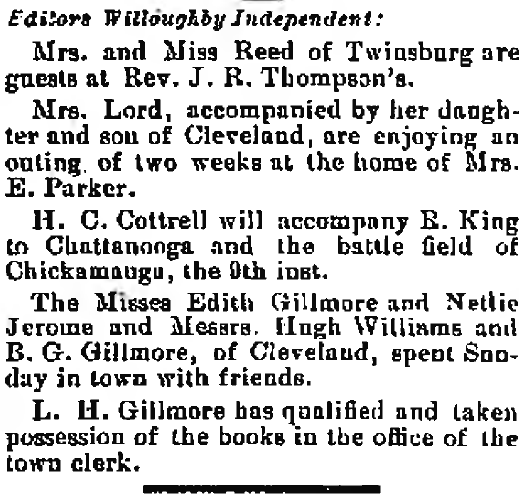 Editors Willoughby Independent:
Mrs. and Miss Reed of Twinsburg are
guests at Rev. J. R. Thompson's.
Mrs. Lord, accompanied by her daugh-
ter and son of Cleveland, are enjoying an
outing of two weeks at the home of Mrs.
E. Parker.
H. C. Cottrell will accompany R. King
to Chattanooga and the battle field of
Chickamauga, the 9th inst.
The Misses Edith Gillmore and Nettie
Jerome and Messrs. Hugh Williams and
B. G. Gillmore, of Cleveland, spent Sun-
day in town with friends.
L. H. Gillmore has qualified and taken
possession of the books in the office of the
town clerk.